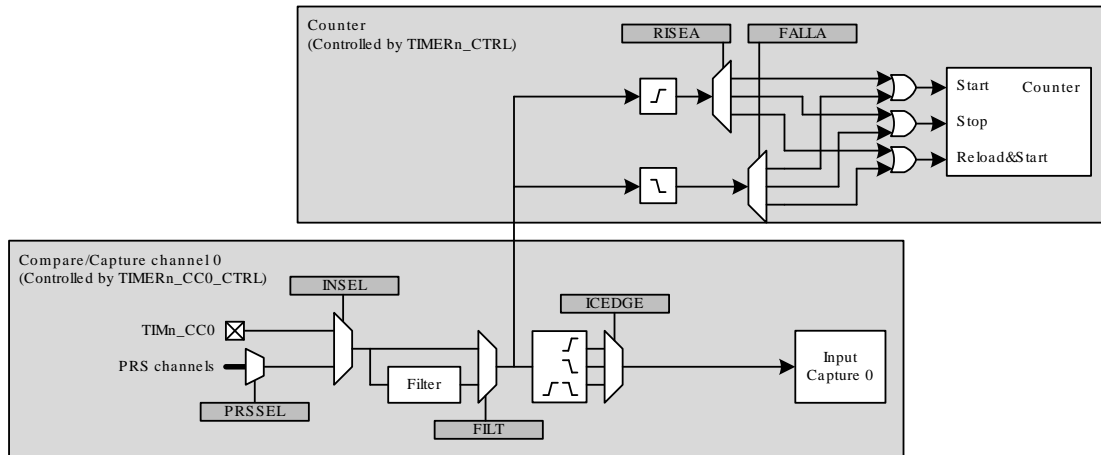 Counter
(Controlled by TIMERn_CTRL)
RISEA
FALLA
Start
Counter
Stop
Reload&Start
Compare/Capture channel 0
(Controlled by TIMERn_CC0_CTRL)
INSEL
ICEDGE
TIMn_CC0
PRS channels
Filter
Input
Capture 0
PRSSEL
FILT